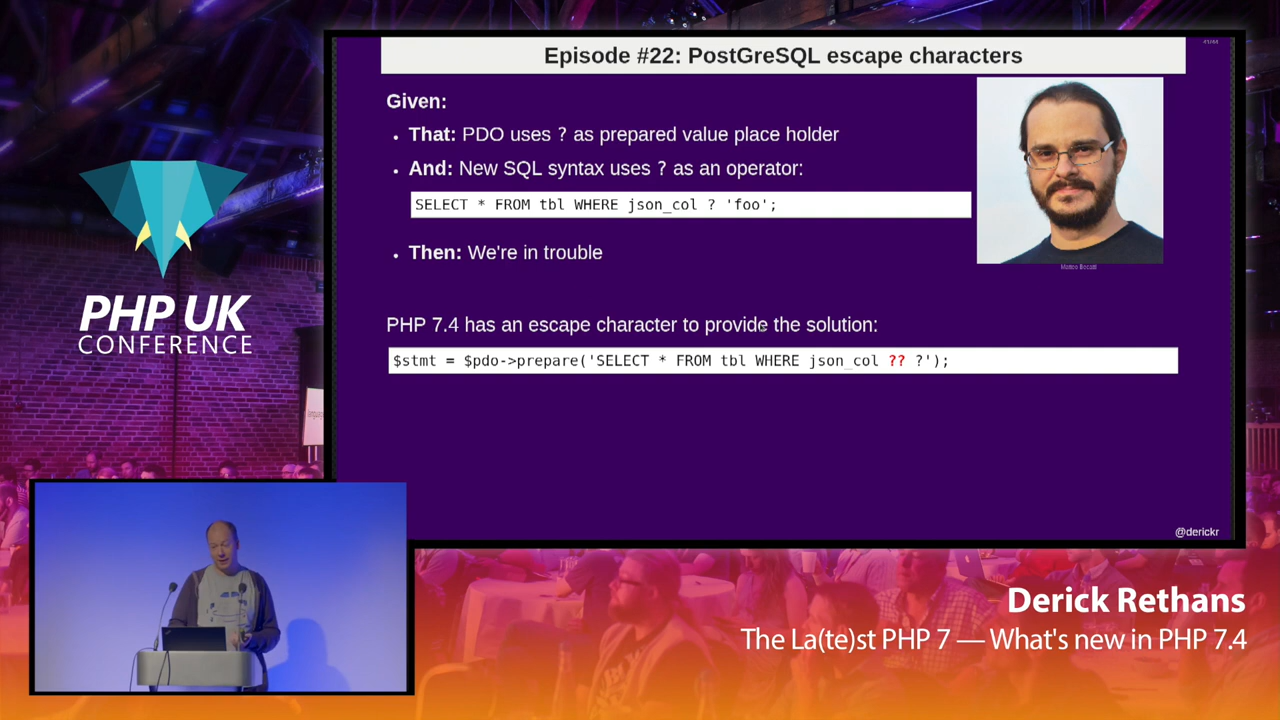 Episode #22: PostGreSQL escape characters
Given:
• That: PDO uses ? as prepared value place holder
• And: New SQL syntax uses ? as an operator:
SELECT * FROM tbl WHERE json_col ? 'foo';
• Then: We're in trouble
PHP 7.4 has an escape character to provide the solution:
$stmt = $pdo->prepare('SELECT * FROM tbl WHERE json_col ?? ?');
@derickr
PHP UK
CONFERENCE
Derick Rethans
The La(te)st PHP 7 — What's new in PHP 7.4